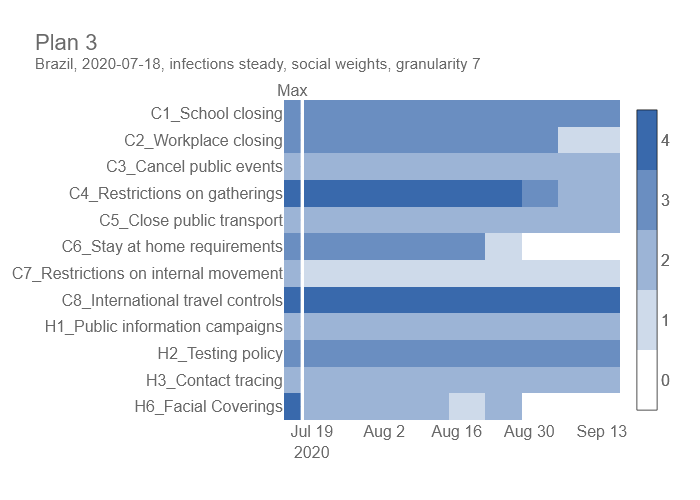 Plan 3
Brazil, 2020-07-18, infections steady, social weights, granularity 7
Max
C1_School closing
C2_Workplace closing
C3_Cancel public events
C4_Restrictions on gatherings
C5_Close public transport
C6_Stay at home requirements
C7_Restrictions on internal movement
C8_International travel controls
H1_Public information campaigns
H2_Testing policy
H3_Contact tracing
H6_Facial Coverings
Jul 19 Aug 2 Aug 16 Aug 30 Sep 13
2020
4
3
2
1
0